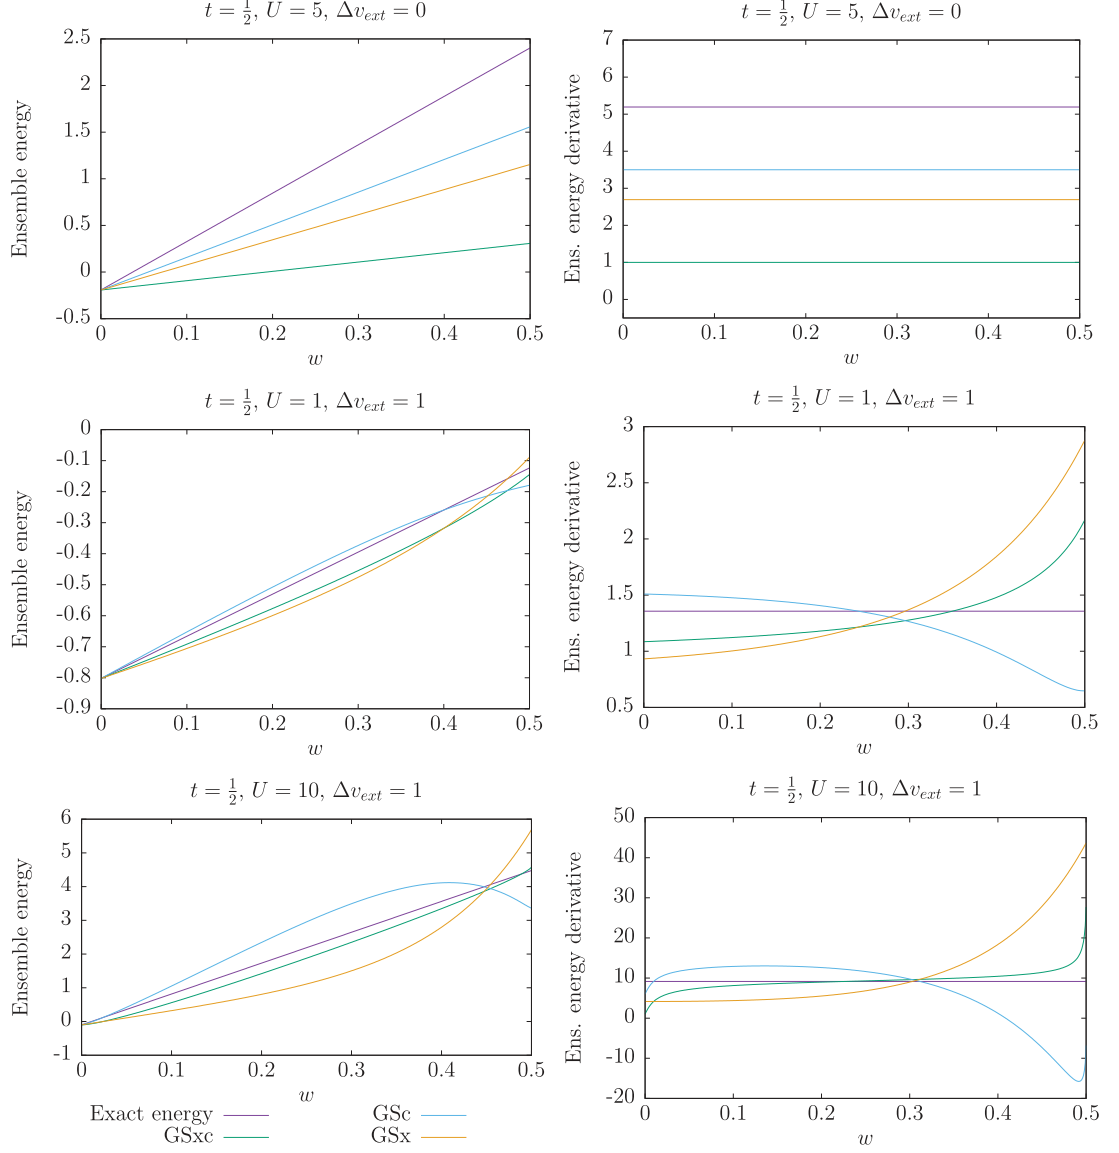 t = 1/2, U = 5, Δv_ext = 0
Ensemble energy
2.5
2
1.5
1
0.5
0
-0.5
0 0.1 0.2 0.3 0.4 0.5
w
t = 1/2, U = 5, Δv_ext = 0
Ens. energy derivative
7
6
5
4
3
2
1
0
0 0.1 0.2 0.3 0.4 0.5
w
t = 1/2, U = 1, Δv_ext = 1
Ensemble energy
0
-0.1
-0.2
-0.3
-0.4
-0.5
-0.6
-0.7
-0.8
-0.9
0 0.1 0.2 0.3 0.4 0.5
w
t = 1/2, U = 1, Δv_ext = 1
Ens. energy derivative
3
2.5
2
1.5
1
0.5
0 0.1 0.2 0.3 0.4 0.5
w
t = 1/2, U = 10, Δv_ext = 1
Ensemble energy
6
5
4
3
2
1
0
-1
0 0.1 0.2 0.3 0.4 0.5
w
t = 1/2, U = 10, Δv_ext = 1
Ens. energy derivative
50
40
30
20
10
0
-10
-20
0 0.1 0.2 0.3 0.4 0.5
w
Exact energy GSc
GSxc GSx